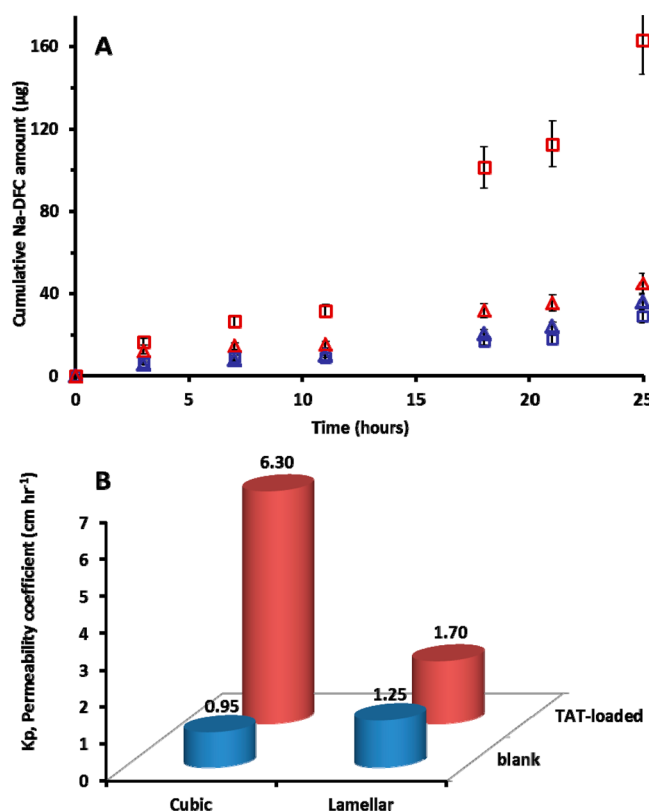 A
Cumulative Na-DFC amount (µg)
160
120
80
40
0
0 5 10 15 20 25
Time (hours)
B
Kp, Permeability coefficient (cm hr⁻¹)
7
6
5
4
3
2
1
0
6.30
1.70
0.95
1.25
TAT-loaded
blank
Cubic Lamellar